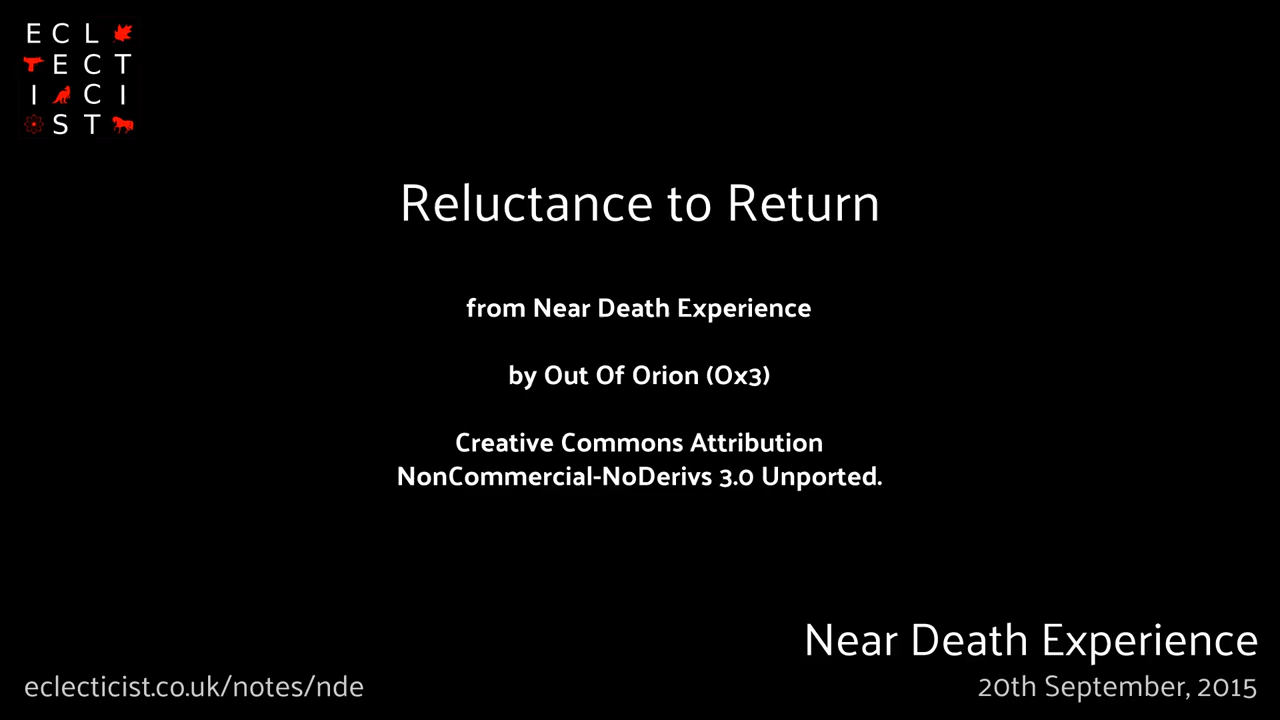 E C L
E C T
I C I
S T
Reluctance to Return
from Near Death Experience
by Out Of Orion (Ox3)
Creative Commons Attribution
NonCommercial-NoDerivs 3.0 Unported.
Near Death Experience
eclecticist.co.uk/notes/nde
20th September, 2015